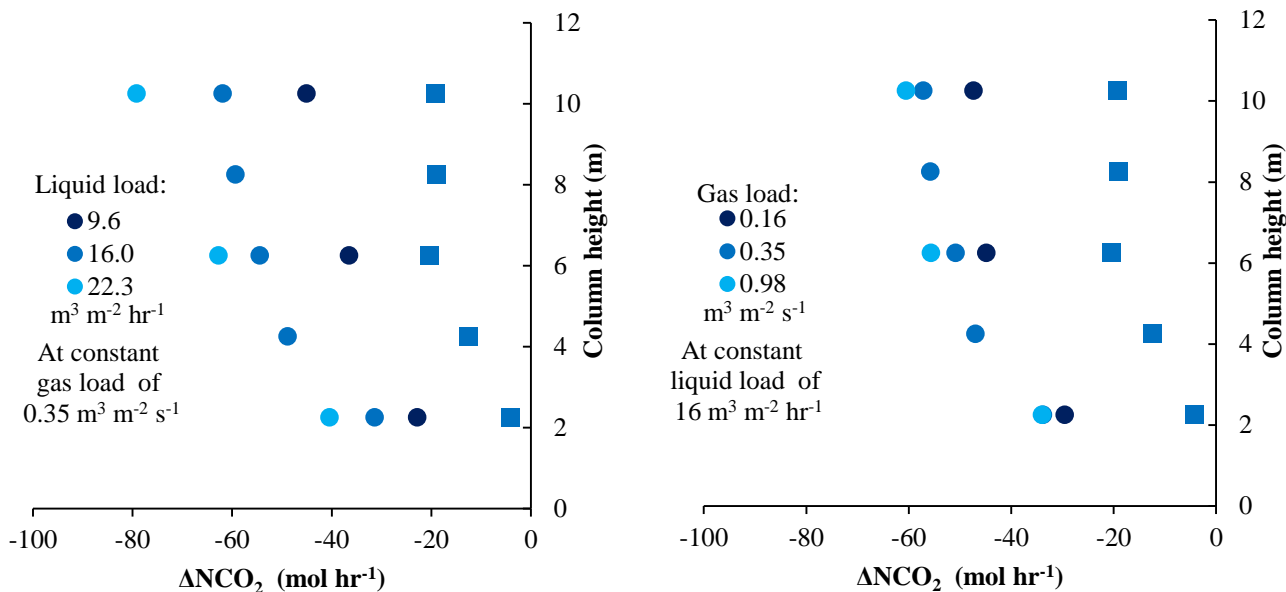 12
10
8
6
4
2
0
Column height (m)
Liquid load:
9.6
16.0
22.3
m³ m⁻² hr⁻¹
At constant
gas load of
0.35 m³ m⁻² s⁻¹
-100 -80 -60 -40 -20 0
ΔNCO₂ (mol hr⁻¹)
12
10
8
6
4
2
0
Column height (m)
Gas load:
0.16
0.35
0.98
m³ m⁻² s⁻¹
At constant
liquid load of
16 m³ m⁻² hr⁻¹
-100 -80 -60 -40 -20 0
ΔNCO₂ (mol hr⁻¹)